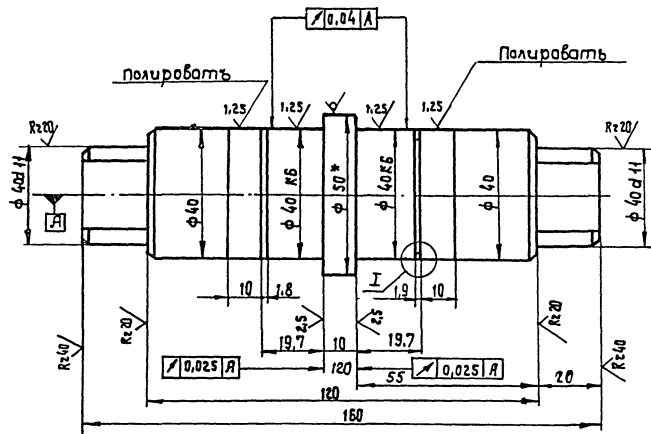 0,04 A
Полировать
Полировать
1,25
1,25
1,25
1,25
Rz20
Rz20
ф 40d11
A
ф40
ф 40 К6
ф 50*
ф 40К6
ф 40
ф 40d11
I
10
1,8
1,9
10
2,5
2,5
Rz20
Rz20
Rz40
Rz40
19,7
10
19.7
0,025 A
120
0,025 A
55
20
120
160